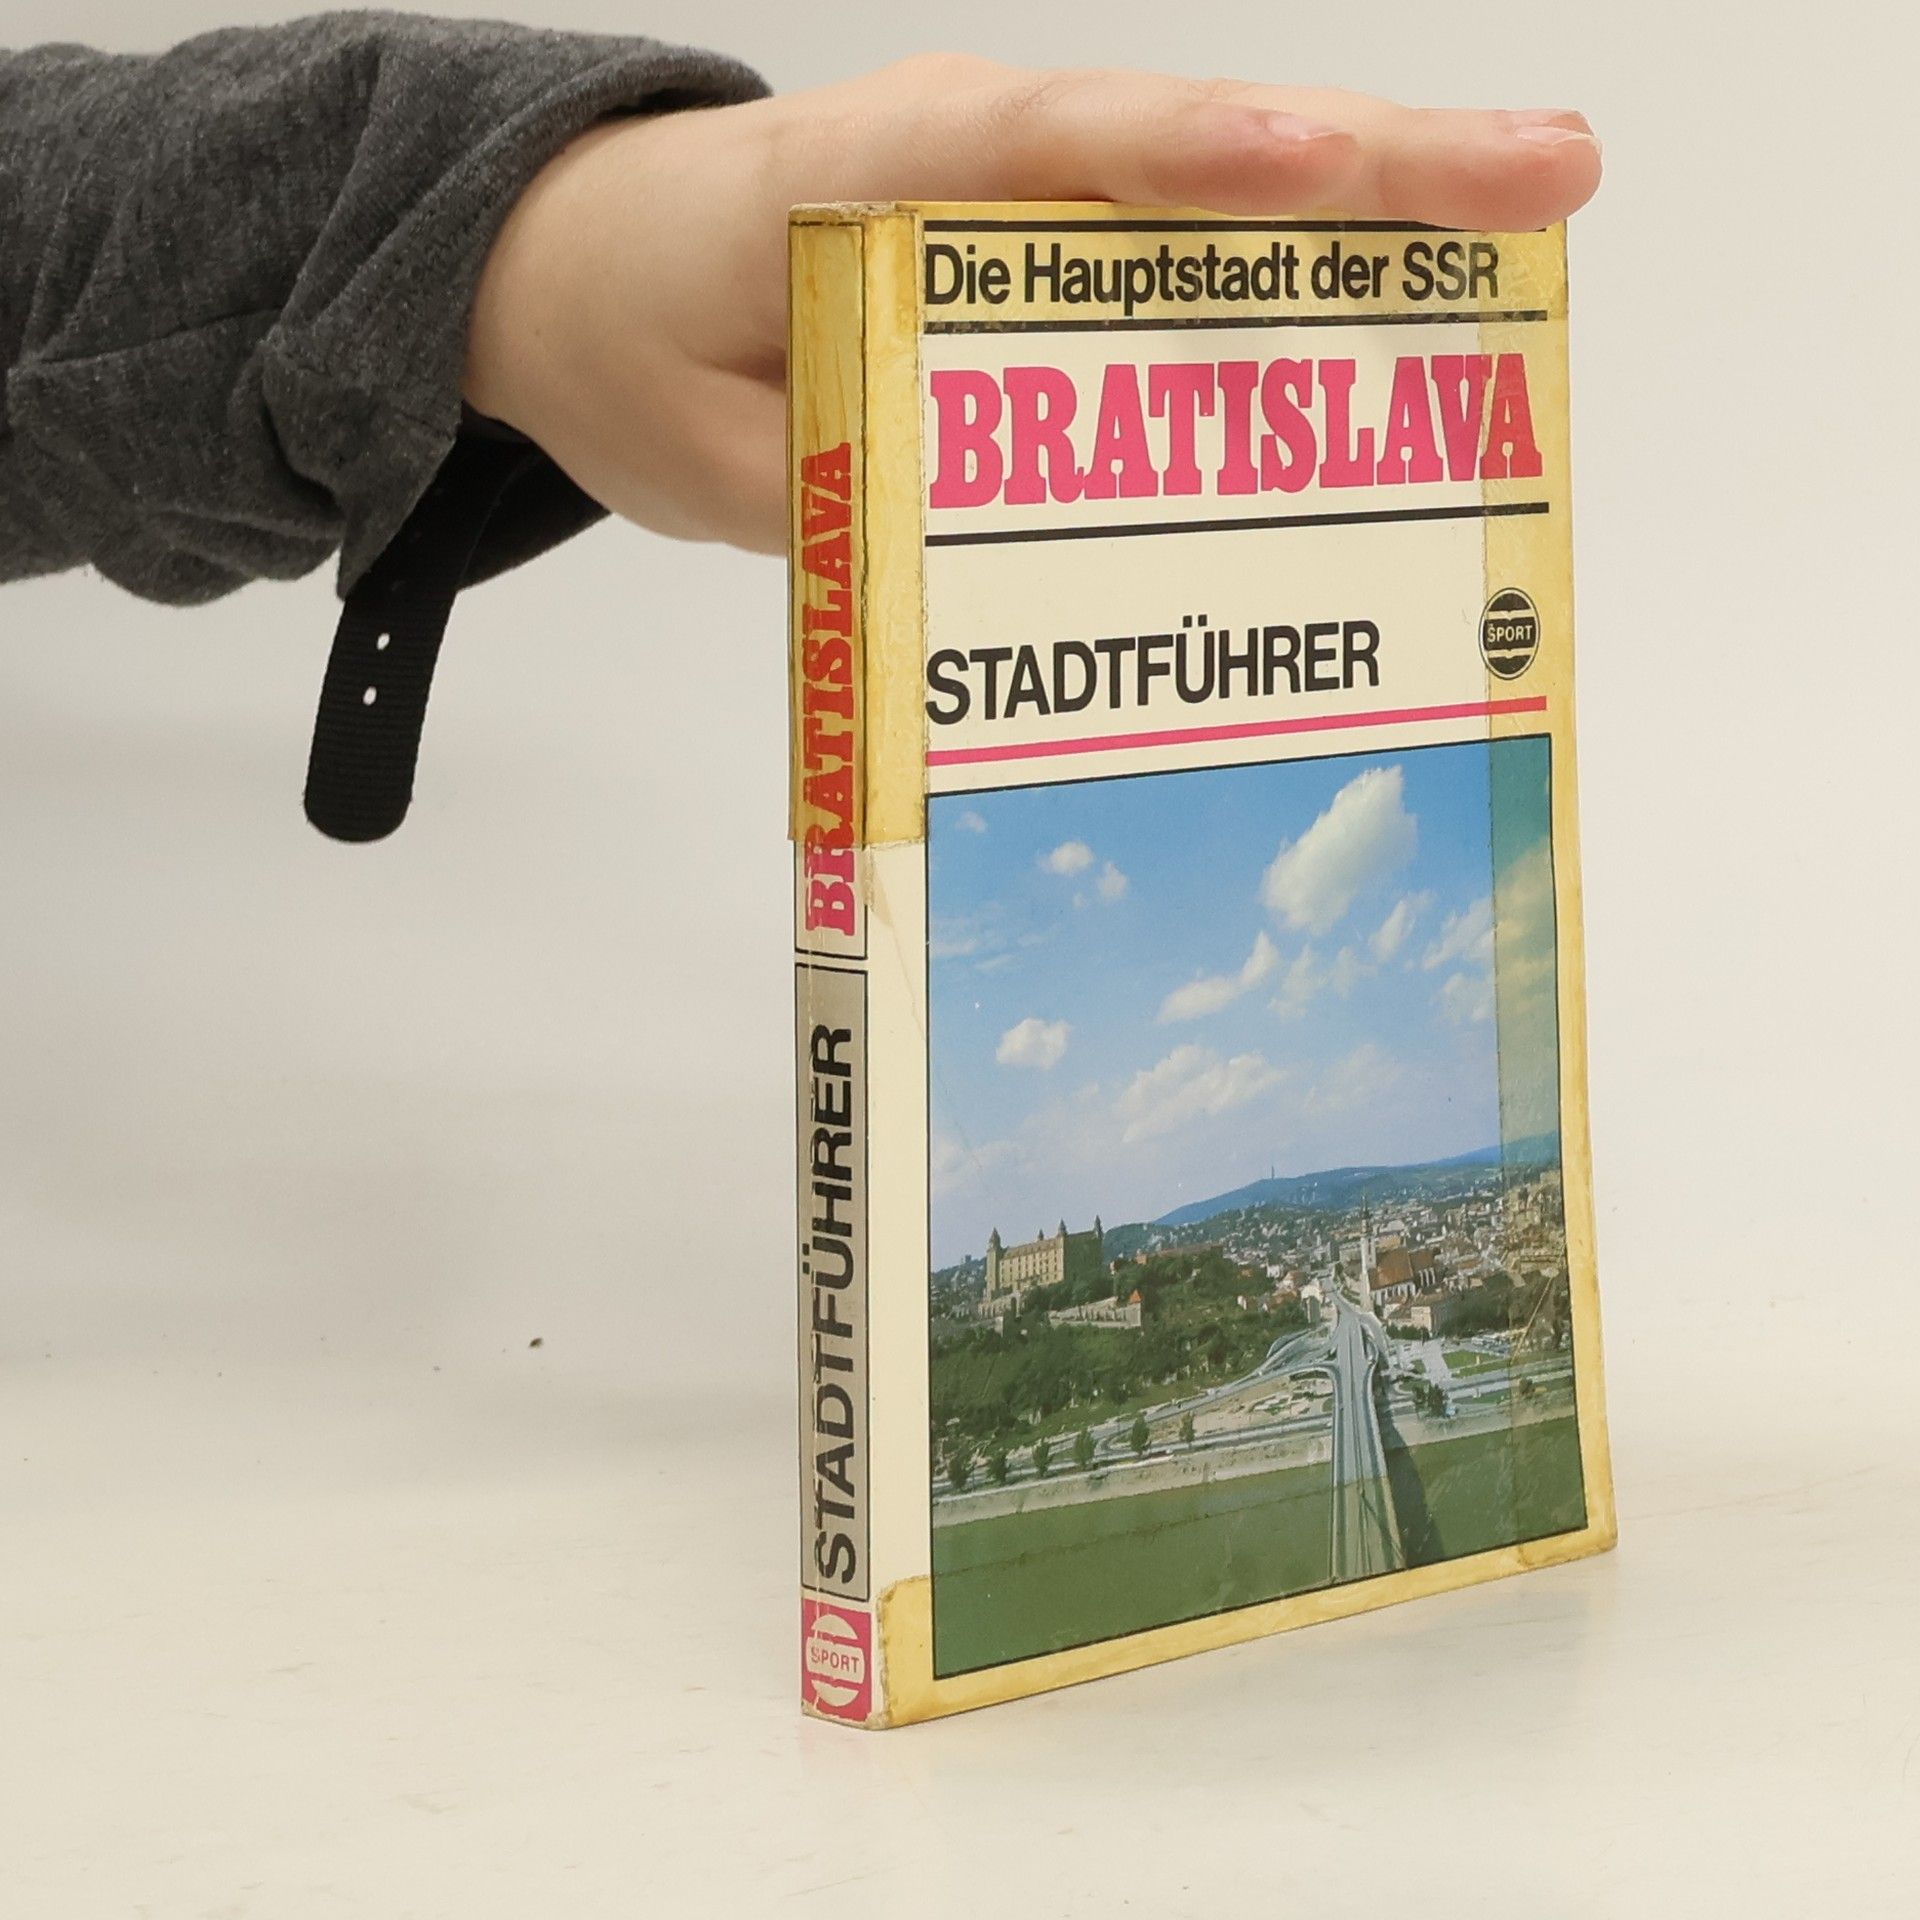 Die Hauptstadt der SSR
BRATISLAVA
STADTFÜHRER
ŠPORT
BRATISLAVA
STADTFÜHRER
ŠPORT